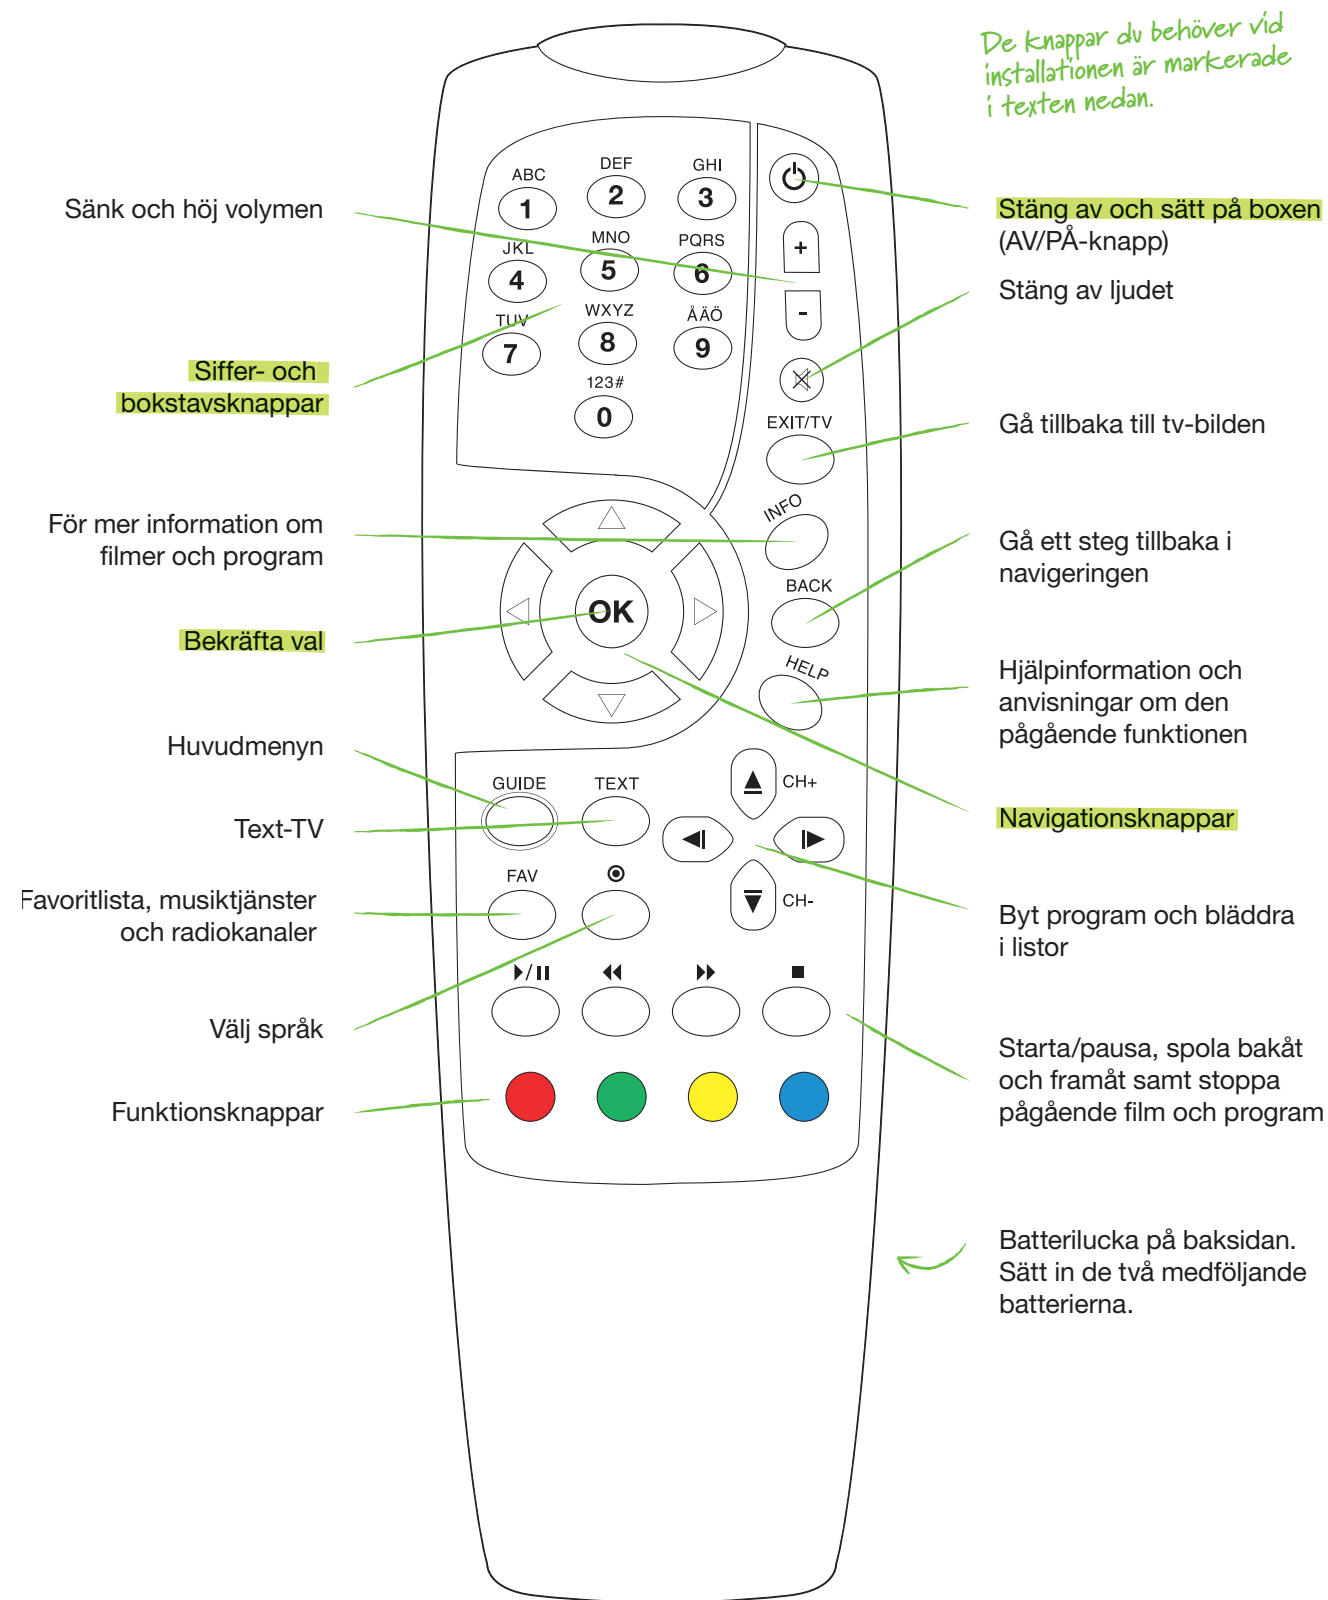 De knappar du behöver vid
installationen är markerade
i texten nedan.
Sänk och höj volymen
Siffer- och
bokstavsknappar
För mer information om
filmer och program
Bekräfta val
Huvudmenyn
Text-TV
Favoritlista, musiktjänster
och radiokanaler
Välj språk
Funktionsknappar
ABC DEF GHI
1 2 3
JKL MNO PQRS
4 5 6
TUV WXYZ ÅÄÖ
7 8 9
123#
0
+
-
EXIT/TV
INFO
BACK
HELP
OK
GUIDE TEXT
CH+
FAV
CH-
Stäng av och sätt på boxen
(AV/PÅ-knapp)
Stäng av ljudet
Gå tillbaka till tv-bilden
Gå ett steg tillbaka i
navigeringen
Hjälpinformation och
anvisningar om den
pågående funktionen
Navigationsknappar
Byt program och bläddra
i listor
Starta/pausa, spola bakåt
och framåt samt stoppa
pågående film och program
Batterilucka på baksidan.
Sätt in de två medföljande
batterierna.